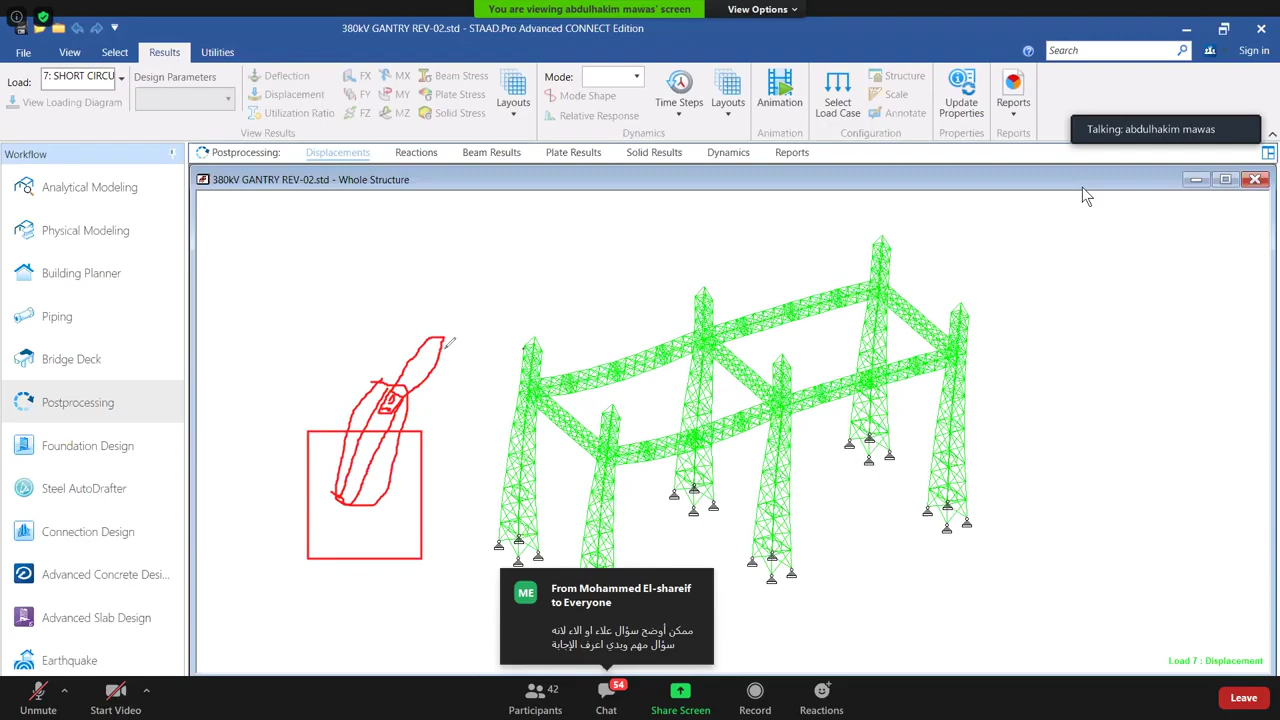 You are viewing abdulhakim mawas' screen
View Options
380kV GANTRY REV-02.std - STAAD.Pro Advanced CONNECT Edition
File
View
Select
Results
Utilities
Search
Sign in
Load:
7: SHORT CIRCU
Design Parameters
View Loading Diagram
Deflection
Displacement
Utilization Ratio
FX
FY
FZ
MX
MY
MZ
Beam Stress
Plate Stress
Solid Stress
Layouts
View Results
Mode:
Mode Shape
Relative Response
Time Steps
Layouts
Dynamics
Animation
Animation
Select Load Case
Structure
Scale
Annotate
Configuration
Update Properties
Properties
Reports
Reports
Talking: abdulhakim mawas
Workflow
Postprocessing:
Displacements
Reactions
Beam Results
Plate Results
Solid Results
Dynamics
Reports
380kV GANTRY REV-02.std - Whole Structure
Analytical Modeling
Physical Modeling
Building Planner
Piping
Bridge Deck
Postprocessing
Foundation Design
Steel AutoDrafter
Connection Design
Advanced Concrete Desi...
Advanced Slab Design
Earthquake
ME
From Mohammed El-shareif
to Everyone
ممكن أوضح سؤال علاء او الاء لانه
سؤال مهم وبدي اعرف الإجابة
Load 7 : Displacement
Unmute
Start Video
42
Participants
54
Chat
Share Screen
Record
Reactions
Leave